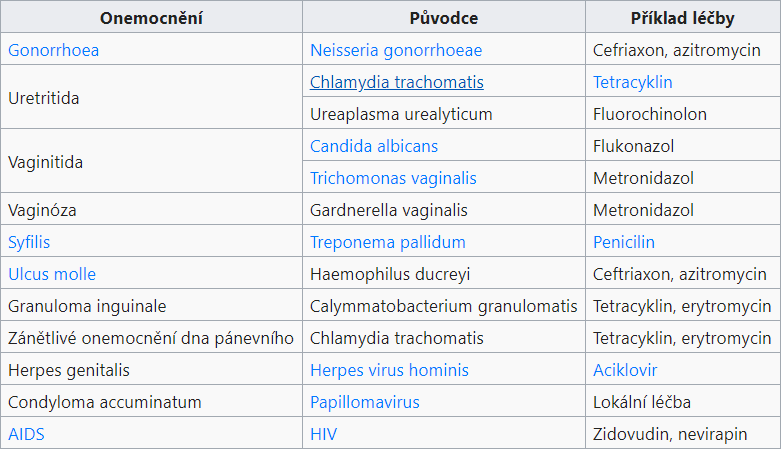 Onemocnění Původce Příklad léčby
Gonorrhoea Neisseria gonorrhoeae Cefriaxon, azitromycin
Uretritida Chlamydia trachomatis Tetracyklin
Ureaplasma urealyticum Fluorochinolon
Vaginitida Candida albicans Flukonazol
Trichomonas vaginalis Metronidazol
Vaginóza Gardnerella vaginalis Metronidazol
Syfilis Treponema pallidum Penicilin
Ulcus molle Haemophilus ducreyi Ceftriaxon, azitromycin
Granuloma inguinale Calymmatobacterium granulomatis Tetracyklin, erytromycin
Zánětlivé onemocnění dna pánevního Chlamydia trachomatis Tetracyklin, erytromycin
Herpes genitalis Herpes virus hominis Aciklovir
Condyloma accuminatum Papillomavirus Lokální léčba
AIDS HIV Zidovudin, nevirapin